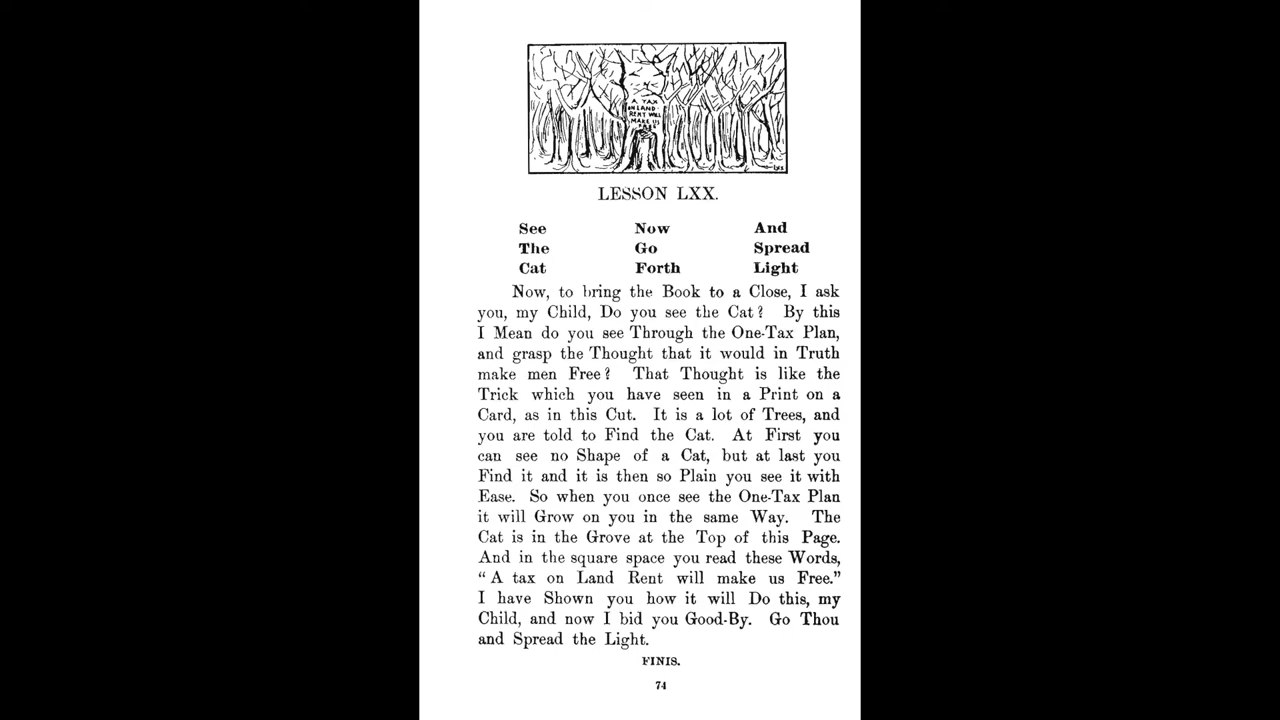 A TAX
ON LAND
RENT WILL
MAKE US
FREE
LXX
LESSON LXX.
See Now And
The Go Spread
Cat Forth Light
Now, to bring the Book to a Close, I ask
you, my Child, Do you see the Cat? By this
I Mean do you see Through the One-Tax Plan,
and grasp the Thought that it would in Truth
make men Free? That Thought is like the
Trick which you have seen in a Print on a
Card, as in this Cut. It is a lot of Trees, and
you are told to Find the Cat. At First you
can see no Shape of a Cat, but at last you
Find it and it is then so Plain you see it with
Ease. So when you once see the One-Tax Plan
it will Grow on you in the same Way. The
Cat is in the Grove at the Top of this Page.
And in the square space you read these Words,
“A tax on Land Rent will make us Free.”
I have Shown you how it will Do this, my
Child, and now I bid you Good-By. Go Thou
and Spread the Light.
FINIS.
74